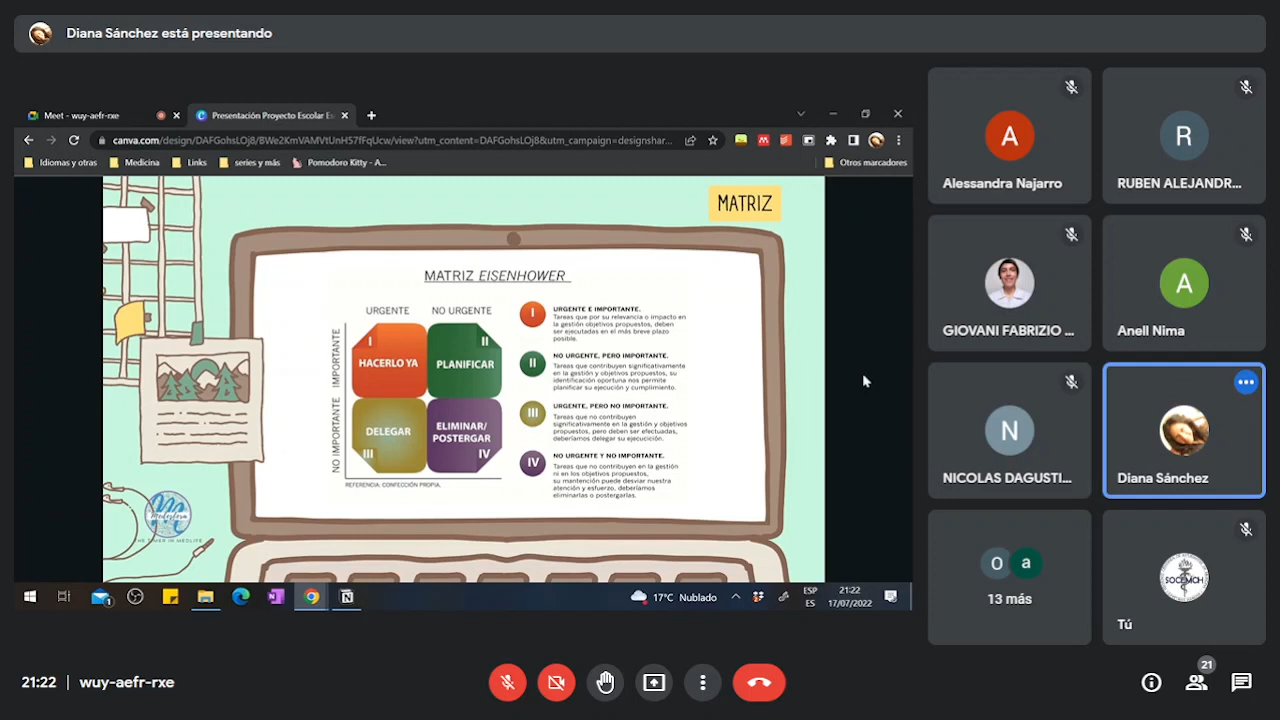 Diana Sánchez está presentando
Meet - wuy-aefr-rxe
Presentación Proyecto Escolar Es
canva.com/design/DAFGohsLOj8/BWe2KmVAMVtUnH57fFqUcw/view?utm_content=DAFGohsLOj8&utm_campaign=designshar...
Idiomas y otras
Medicina
Links
series y más
Pomodoro Kitty - A...
Otros marcadores
MATRIZ
MATRIZ EISENHOWER
URGENTE
NO URGENTE
IMPORTANTE
NO IMPORTANTE
I
HACERLO YA
II
PLANIFICAR
DELEGAR
III
ELIMINAR/
POSTERGAR
IV
REFERENCIA: CONFECCIÓN PROPIA.
I
URGENTE E IMPORTANTE.
Tareas que por su relevancia o impacto en
la gestión objetivos propuestos, deben
ser ejecutadas en el más breve plazo
posible.
II
NO URGENTE, PERO IMPORTANTE.
Tareas que contribuyen significativamente
en la gestión y objetivos propuestos, su
identificación oportuna nos permite
planificar su ejecución y cumplimiento.
III
URGENTE, PERO NO IMPORTANTE.
Tareas que no contribuyen
significativamente en la gestión y objetivos
propuestos, pero deben ser efectuadas,
deberíamos delegar su ejecucición.
IV
NO URGENTE Y NO IMPORTANTE.
Tareas que no contribuyen en la gestión
ni en los objetivos propuestos,
su mantención puede desviar nuestra
atención y esfuerzo, deberíamos
eliminarlas o postergarlas.
Medesfera
THE TIMER IN MEDLIFE
17°C Nublado
ESP
ES
21:22
17/07/2022
A
Alessandra Najarro
R
RUBEN ALEJANDR...
GIOVANI FABRIZIO ...
A
Anell Nima
N
NICOLAS DAGUSTI...
Diana Sánchez
O
a
13 más
SOCEMCH
Tú
21:22 | wuy-aefr-rxe
21